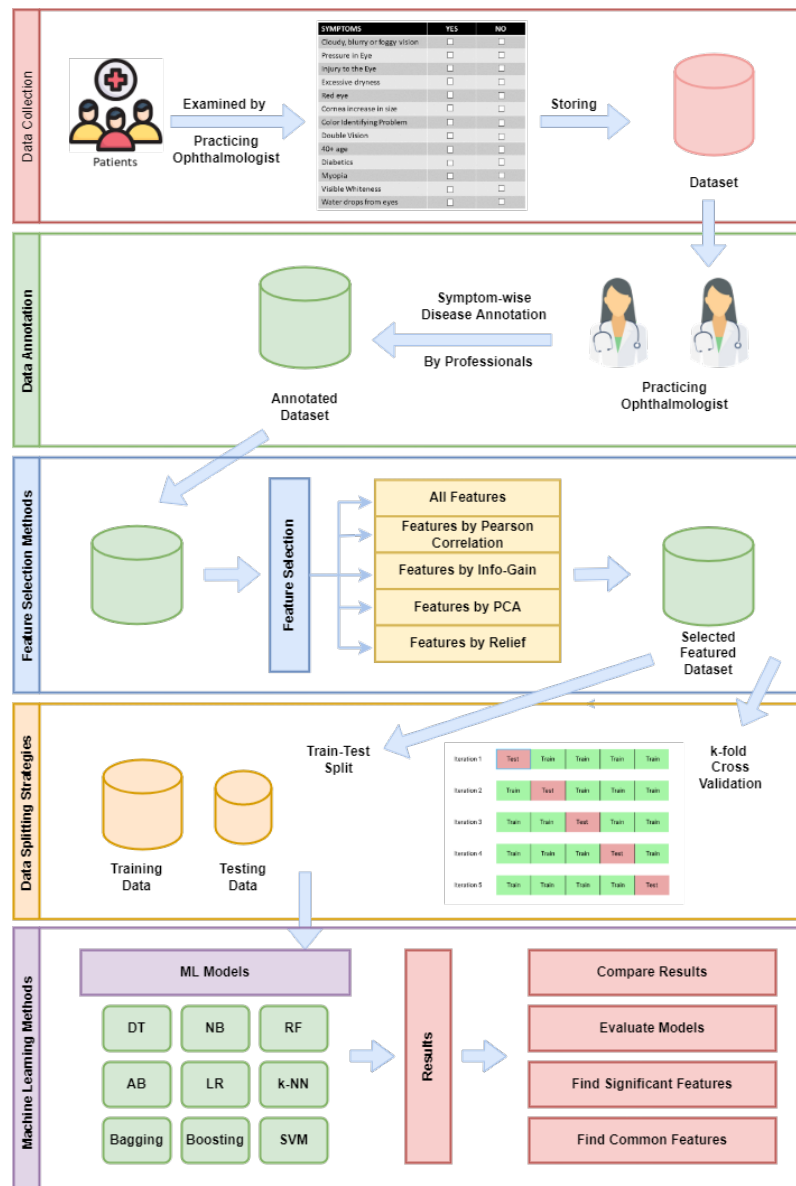 Data Collection
Patients
Examined by
Practicing
Ophthalmologist
SYMPTOMS YES NO
Cloudy, blurry or foggy vision
Pressure in Eye
Injury to the Eye
Excessive dryness
Red eye
Cornea increase in size
Color Identifying Problem
Double Vision
40+ age
Diabetics
Myopia
Visible Whiteness
Water drops from eyes
Storing
Dataset
Data Annotation
Annotated
Dataset
Symptom-wise
Disease Annotation
By Professionals
Practicing
Ophthalmologist
Feature Selection Methods
Feature Selection
All Features
Features by Pearson
Correlation
Features by Info-Gain
Features by PCA
Features by Relief
Selected
Featured
Dataset
Data Splitting Strategies
Training
Data
Testing
Data
Train-Test
Split
Iteration 1 Test Train Train Train Train
Iteration 2 Train Test Train Train Train
Iteration 3 Train Train Test Train Train
Iteration 4 Train Train Train Test Train
Iteration 5 Train Train Train Train Test
k-fold
Cross
Validation
Machine Learning Methods
ML Models
DT NB RF
AB LR k-NN
Bagging Boosting SVM
Results
Compare Results
Evaluate Models
Find Significant Features
Find Common Features